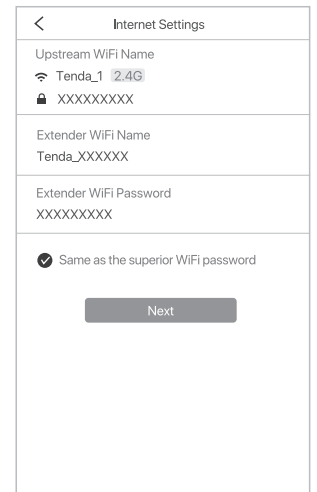 Internet Settings
Upstream WiFi Name
Tenda_1 2.4G
XXXXXXXXX
Extender WiFi Name
Tenda_XXXXXX
Extender WiFi Password
XXXXXXXXX
Same as the superior WiFi password
Next